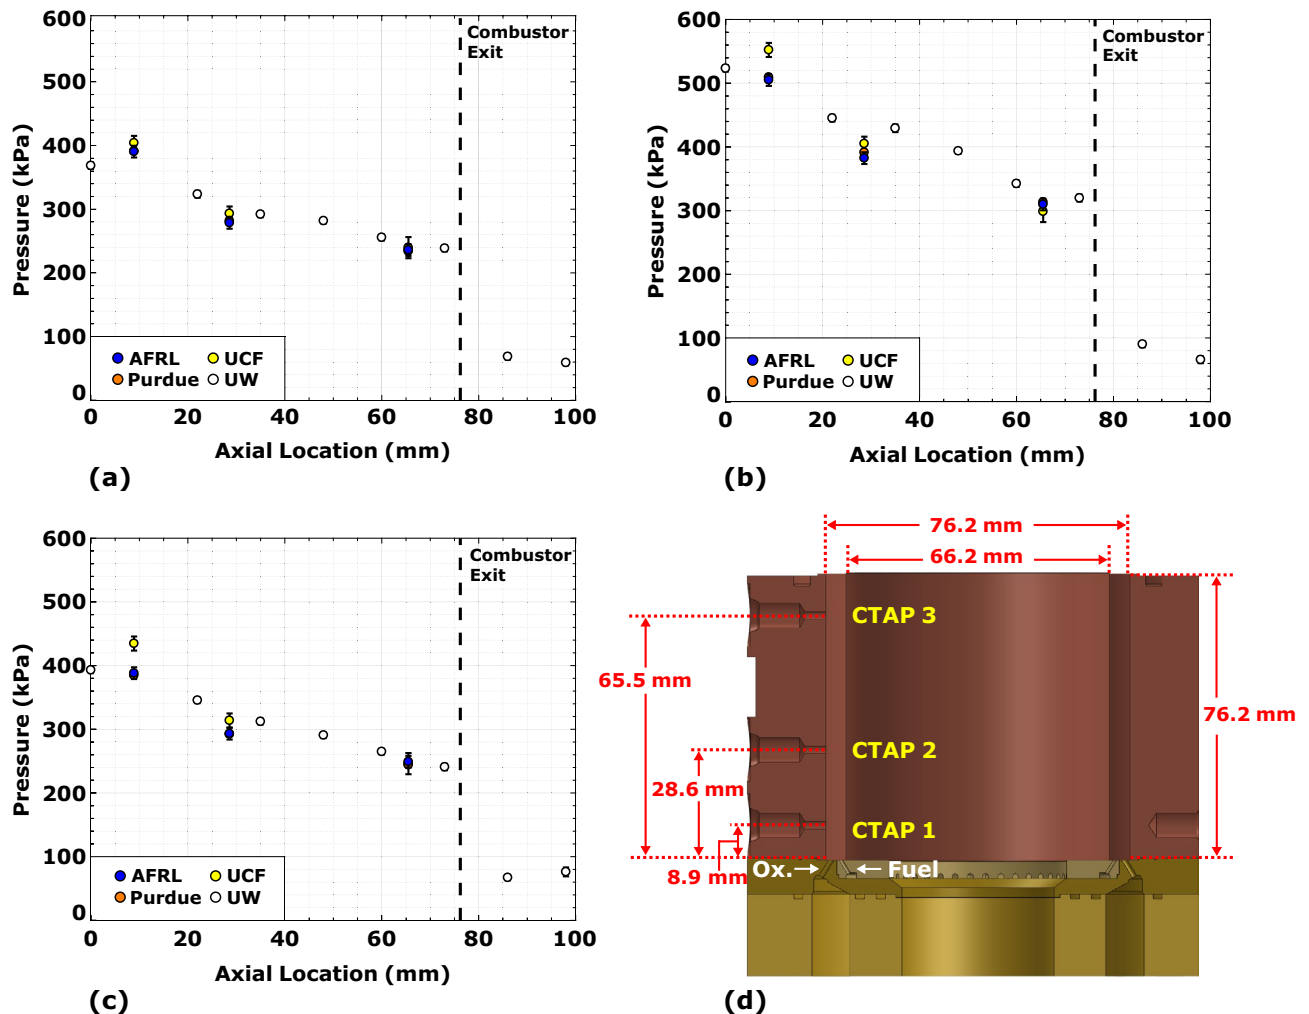 600
500
400
300
200
100
0
Pressure (kPa)
Combustor
Exit
AFRL
UCF
Purdue
UW
0 20 40 60 80 100
Axial Location (mm)
(a)
600
500
400
300
200
100
0
Pressure (kPa)
Combustor
Exit
AFRL
UCF
Purdue
UW
0 20 40 60 80 100
Axial Location (mm)
(b)
600
500
400
300
200
100
0
Pressure (kPa)
Combustor
Exit
AFRL
UCF
Purdue
UW
0 20 40 60 80 100
Axial Location (mm)
(c)
76.2 mm
66.2 mm
CTAP 3
65.5 mm
76.2 mm
CTAP 2
28.6 mm
CTAP 1
8.9 mm
Ox.
Fuel
(d)